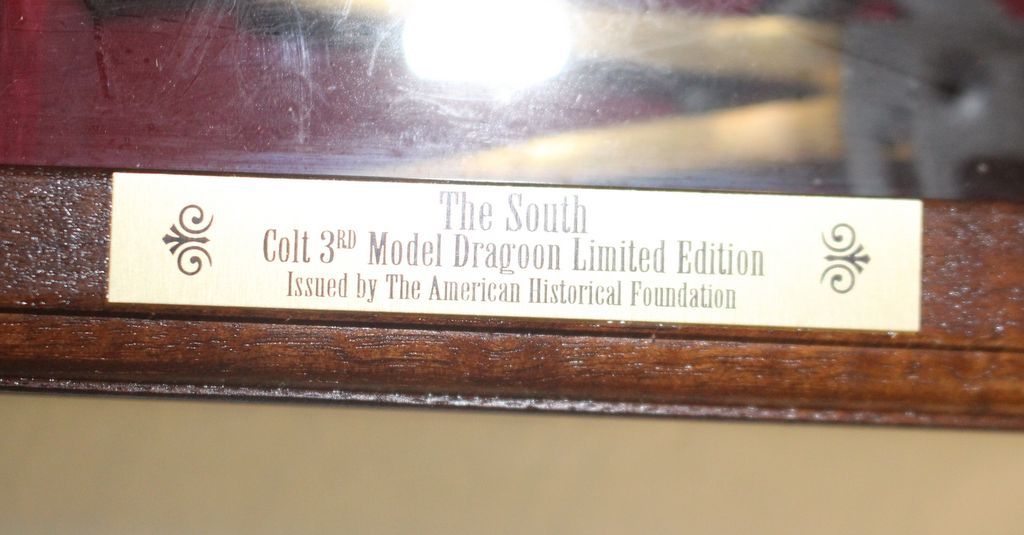 The South
Colt 3RD Model Dragoon Limited Edition
Issued by The American Historical Foundation